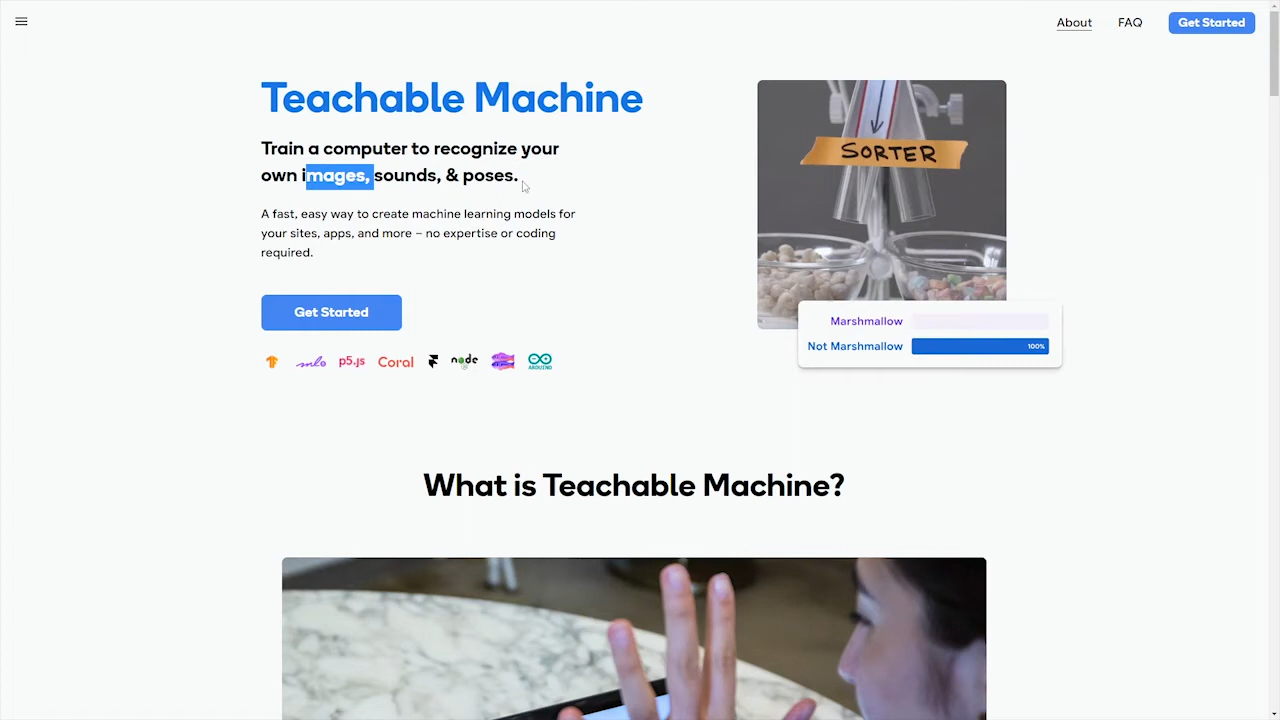 About
FAQ
Get Started
Teachable Machine
Train a computer to recognize your
own images, sounds, & poses.
A fast, easy way to create machine learning models for
your sites, apps, and more – no expertise or coding
required.
Get Started
p5.js
Coral
node
ARDUINO
SORTER
Marshmallow
Not Marshmallow
100%
What is Teachable Machine?